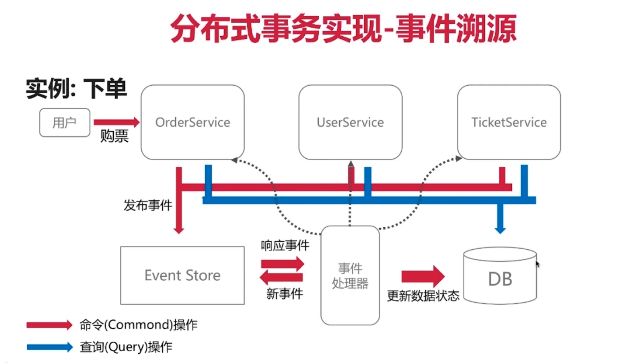 分布式事务实现-事件溯源
实例: 下单
用户
购票
OrderService
UserService
TicketService
发布事件
Event Store
响应事件
新事件
事件
处理器
更新数据状态
DB
命令(Commond)操作
查询(Query)操作